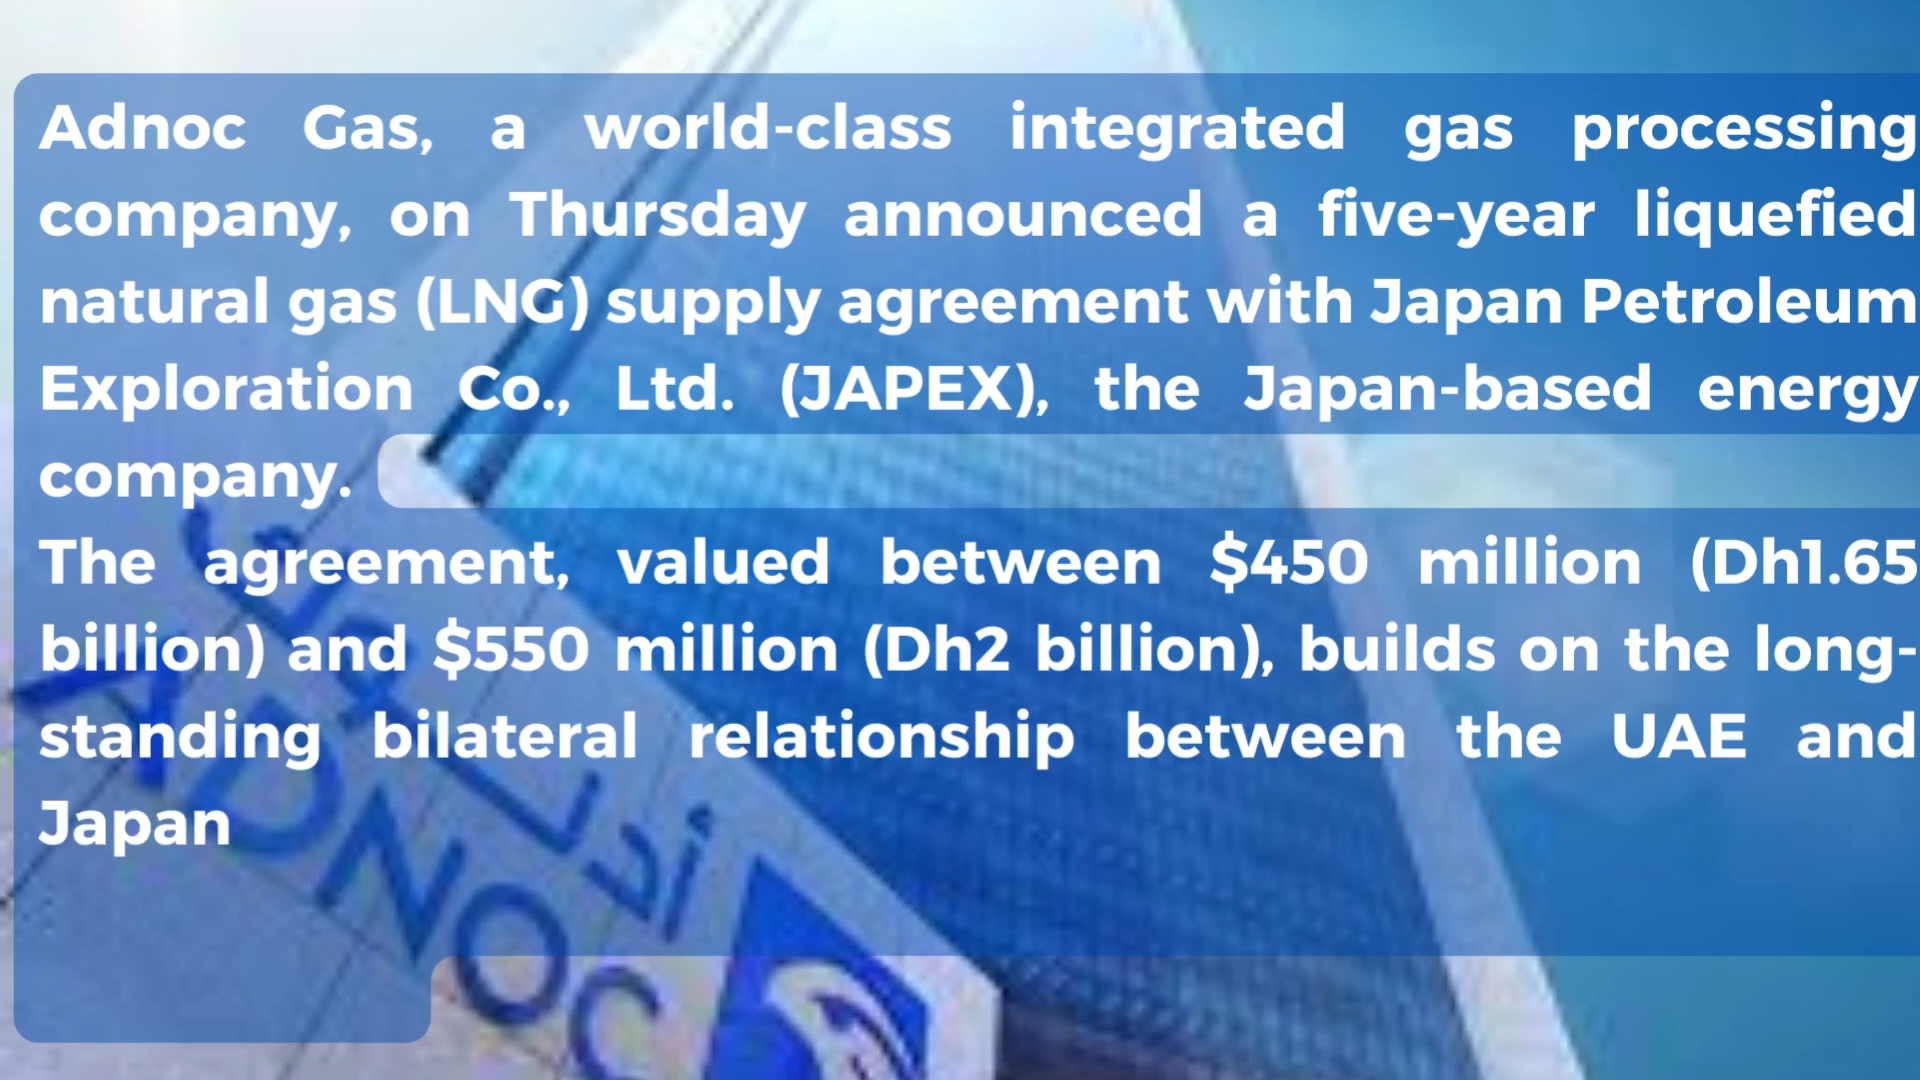 Adnoc Gas, a world-class integrated gas processing
company, on Thursday announced a five-year liquefied
natural gas (LNG) supply agreement with Japan Petroleum
Exploration Co., Ltd. (JAPEX), the Japan-based energy
company.
The agreement, valued between $450 million (Dh1.65
billion) and $550 million (Dh2 billion), builds on the long-
standing bilateral relationship between the UAE and
Japan
أدنوك
ADNOC